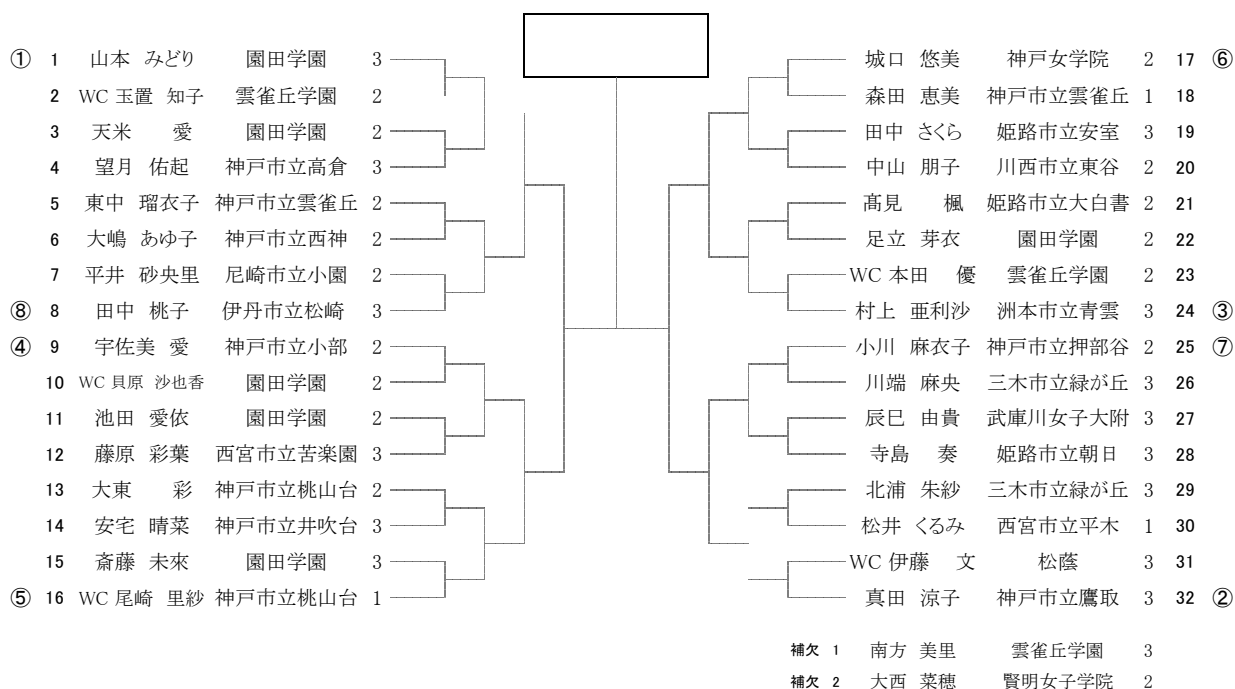 ① 1 山本 みどり 園田学園 3
2 WC 玉置 知子 雲雀丘学園 2
3 天米 愛 園田学園 2
4 望月 佑起 神戸市立高倉 3
5 東中 瑠衣子 神戸市立雲雀丘 2
6 大嶋 あゆ子 神戸市立西神 2
7 平井 砂央里 尼崎市立小園 2
⑧ 8 田中 桃子 伊丹市立松崎 3
④ 9 宇佐美 愛 神戸市立小部 2
10 WC 貝原 沙也香 園田学園 2
11 池田 愛依 園田学園 2
12 藤原 彩葉 西宮市立苦楽園 3
13 大東 彩 神戸市立桃山台 2
14 安宅 晴菜 神戸市立井吹台 3
15 斎藤 未來 園田学園 3
⑤ 16 WC 尾崎 里紗 神戸市立桃山台 1
城口 悠美 神戸女学院 2 17 ⑥
森田 恵美 神戸市立雲雀丘 1 18
田中 さくら 姫路市立安室 3 19
中山 朋子 川西市立東谷 2 20
髙見 楓 姫路市立大白書 2 21
足立 芽衣 園田学園 2 22
WC 本田 優 雲雀丘学園 2 23
村上 亜利沙 洲本市立青雲 3 24 ③
小川 麻衣子 神戸市立押部谷 2 25 ⑦
川端 麻央 三木市立緑が丘 3 26
辰巳 由貴 武庫川女子大附 3 27
寺島 奏 姫路市立朝日 3 28
北浦 朱紗 三木市立緑が丘 3 29
松井 くるみ 西宮市立平木 1 30
WC 伊藤 文 松蔭 3 31
真田 涼子 神戸市立鷹取 3 32 ②
補欠 1 南方 美里 雲雀丘学園 3
補欠 2 大西 菜穂 賢明女子学院 2